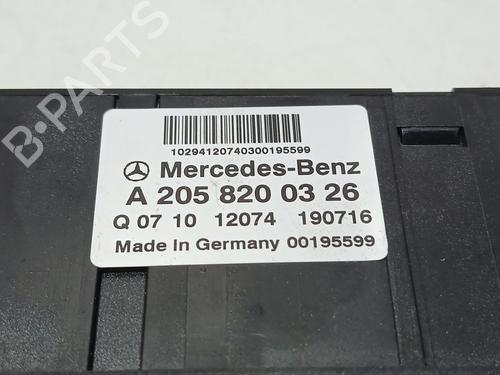 B-PARTS
10294120740300195599
Mercedes-Benz
A 205 820 03 26
Q 07 10 12074 190716
Made In Germany 00195599